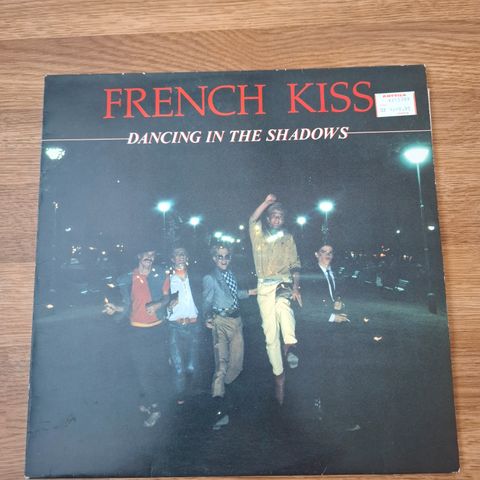 FRENCH KISS
DANCING IN THE SHADOWS